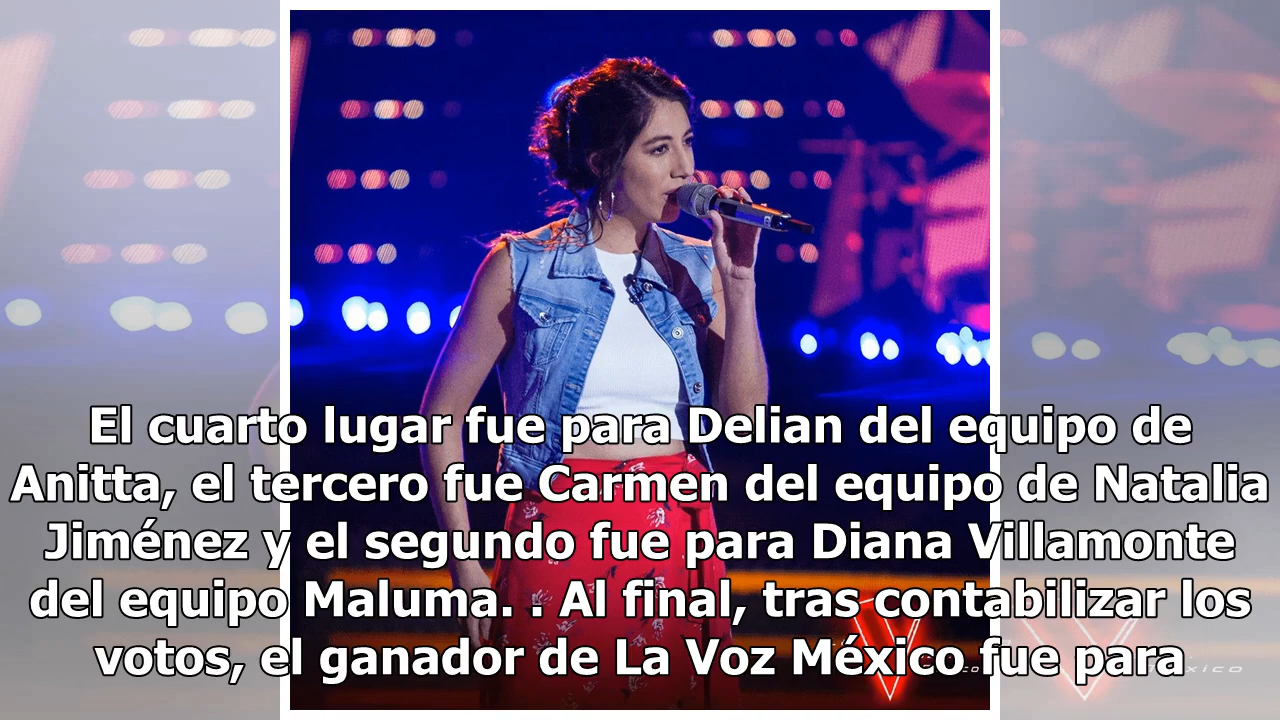 El cuarto lugar fue para Delian del equipo de
Anitta, el tercero fue Carmen del equipo de Natalia
Jiménez y el segundo fue para Diana Villamonte
del equipo Maluma. . Al final, tras contabilizar los
votos, el ganador de La Voz México fue para